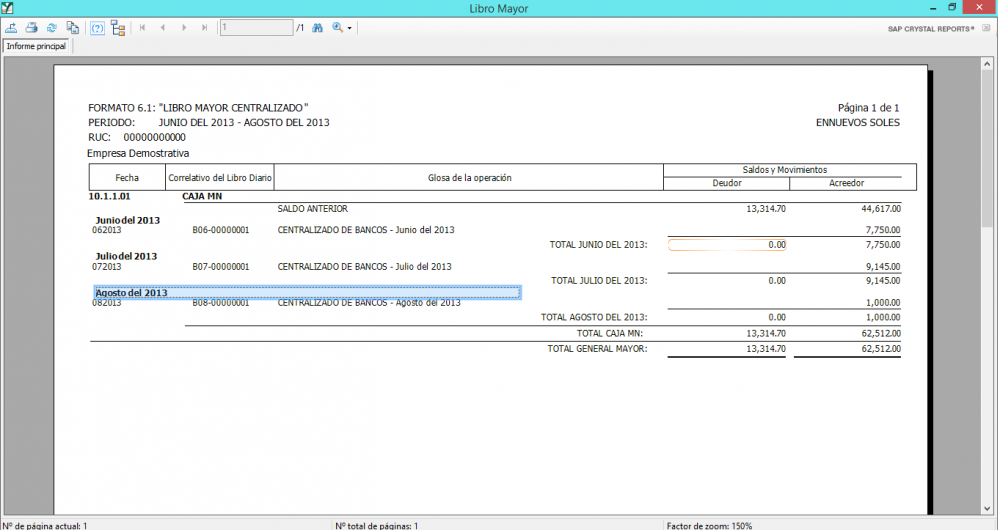 Libro Mayor
1 /1
SAP CRYSTAL REPORTS®
Informe principal
FORMATO 6.1: "LIBRO MAYOR CENTRALIZADO" Página 1 de 1
PERIODO: JUNIO DEL 2013 - AGOSTO DEL 2013 ENNUEVOS SOLES
RUC: 00000000000
Empresa Demostrativa
Fecha Correlativo del Libro Diario Glosa de la operación Saldos y Movimientos
Deudor Acreedor
10.1.1.01 CAJA MN
SALDO ANTERIOR 13,314.70 44,617.00
Junio del 2013
062013 B06-00000001 CENTRALIZADO DE BANCOS - Junio del 2013 7,750.00
TOTAL JUNIO DEL 2013: 0.00 7,750.00
Julio del 2013
072013 B07-00000001 CENTRALIZADO DE BANCOS - Julio del 2013 9,145.00
TOTAL JULIO DEL 2013: 0.00 9,145.00
Agosto del 2013
082013 B08-00000001 CENTRALIZADO DE BANCOS - Agosto del 2013 1,000.00
TOTAL AGOSTO DEL 2013: 0.00 1,000.00
TOTAL CAJA MN: 13,314.70 62,512.00
TOTAL GENERAL MAYOR: 13,314.70 62,512.00
Nº de página actual: 1 Nº total de páginas: 1 Factor de zoom: 150%